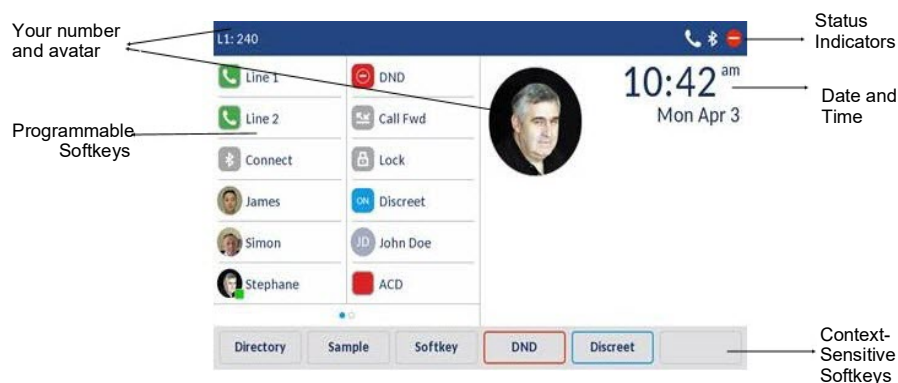 Your number
and avatar
Programmable
Softkeys
L1: 240
Line 1
DND
Line 2
Call Fwd
Connect
Lock
James
ON Discreet
Simon
JD John Doe
Stephane
ACD
10:42 am
Mon Apr 3
Directory Sample Softkey DND Discreet
Status
Indicators
Date and
Time
Context-
Sensitive
Softkeys